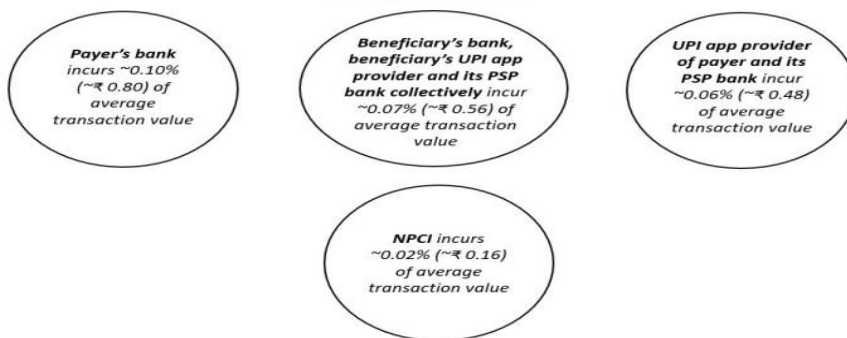 Payer's bank
incurs ~0.10%
(~₹ 0.80) of
average
transaction value
Beneficiary's bank,
beneficiary's UPI app
provider and its PSP
bank collectively incur
~0.07% (~₹ 0.56) of
average transaction
value
UPI app provider
of payer and its
PSP bank incur
~0.06% (~₹ 0.48)
of average
transaction value
NPCI incurs
~0.02% (~₹ 0.16)
of average
transaction value